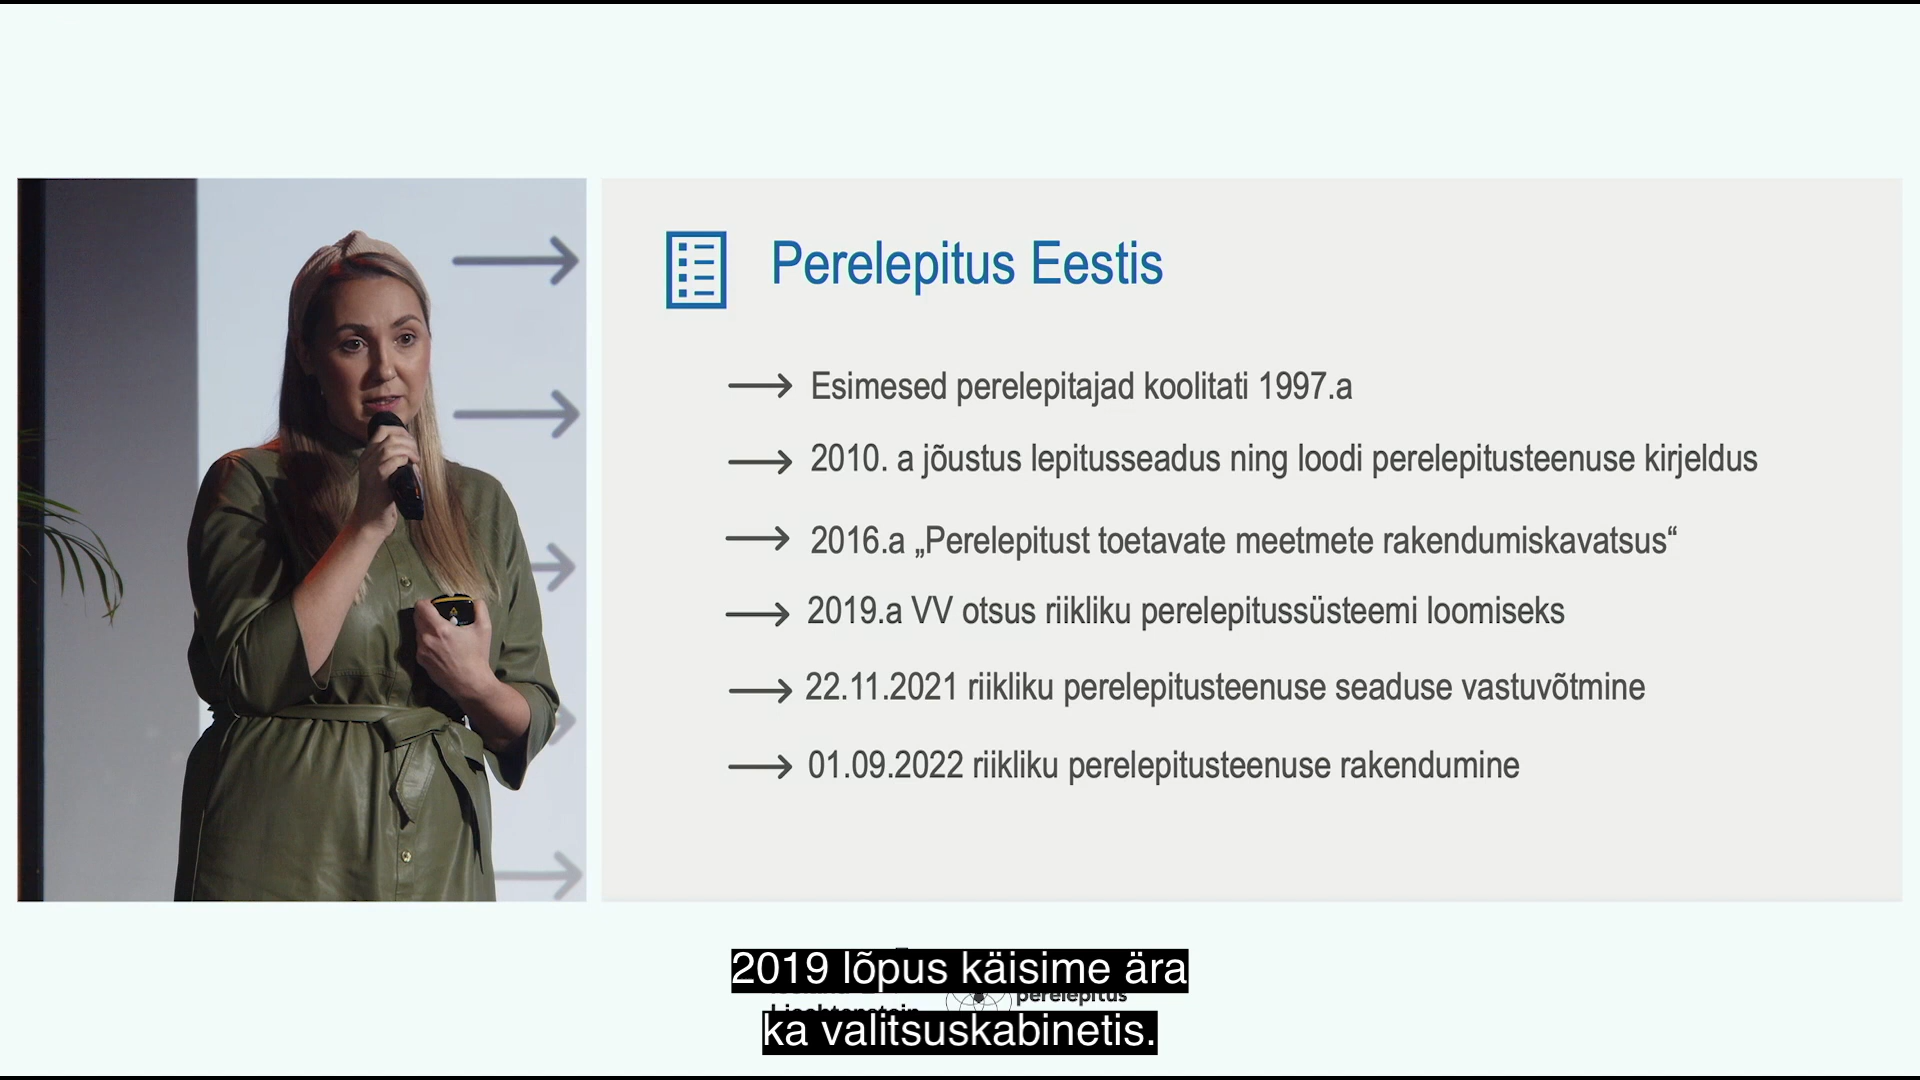 Perelepitus Eestis
Esimesed perelepitajad koolitati 1997.a
2010. a jõustus lepitusseadus ning loodi perelepitusteenuse kirjeldus
2016.a „Perelepitust toetavate meetmete rakendumiskavatsus“
2019.a VV otsus riikliku perelepitussüsteemi loomiseks
22.11.2021 riikliku perelepitusteenuse seaduse vastuvõtmine
01.09.2022 riikliku perelepitusteenuse rakendumine
2019 lõpus käisime ära
perelepitus
Liechtenstein
ka valitsuskabinetis.